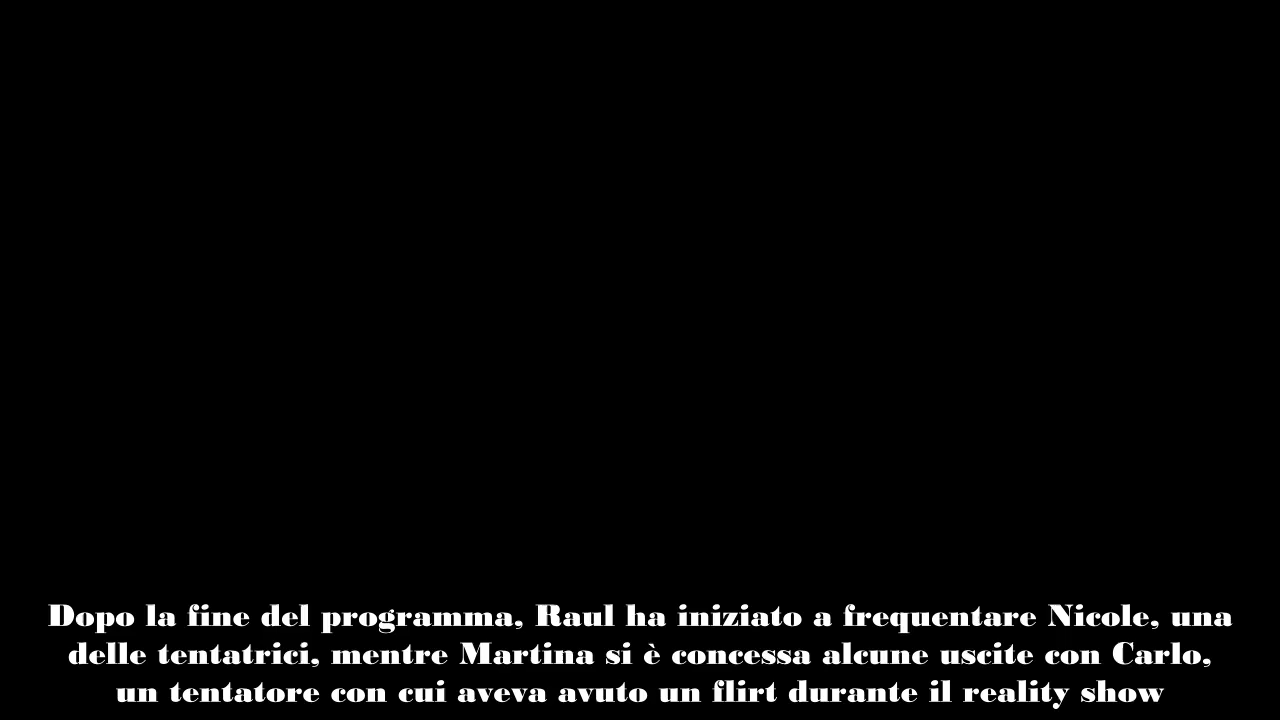 Dopo la fine del programma, Raul ha iniziato a frequentare Nicole, una
delle tentatrici, mentre Martina si è concessa alcune uscite con Carlo,
un tentatore con cui aveva avuto un flirt durante il reality show